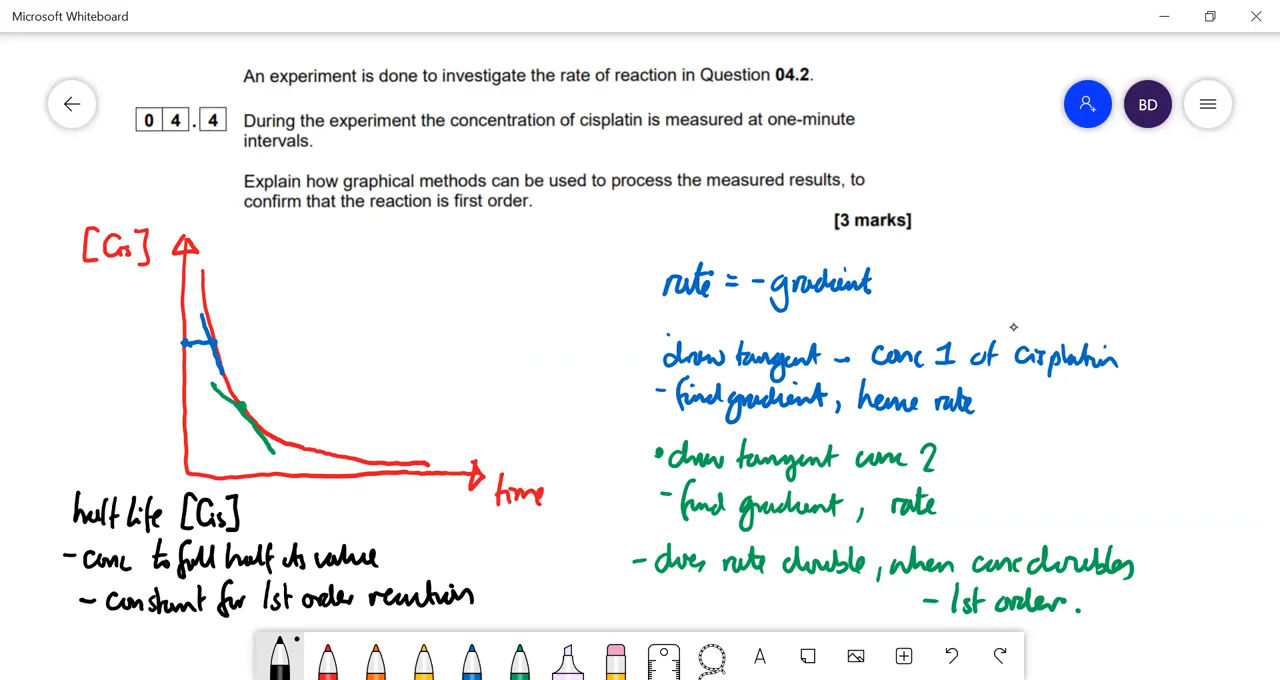 Microsoft Whiteboard
An experiment is done to investigate the rate of reaction in Question 04.2.
BD
0 4 . 4
During the experiment the concentration of cisplatin is measured at one-minute
intervals.
Explain how graphical methods can be used to process the measured results, to
confirm that the reaction is first order.
[3 marks]
[Cis]
time
half life [Cis]
- conc to fall half its value
- constant for 1st order reaction
rate = - gradient
draw tangent - conc 1 of cisplatin
- find gradient, hence rate
• draw tangent conc 2
- find gradient, rate
- does rate double, when conc doubles
- 1st order.
A